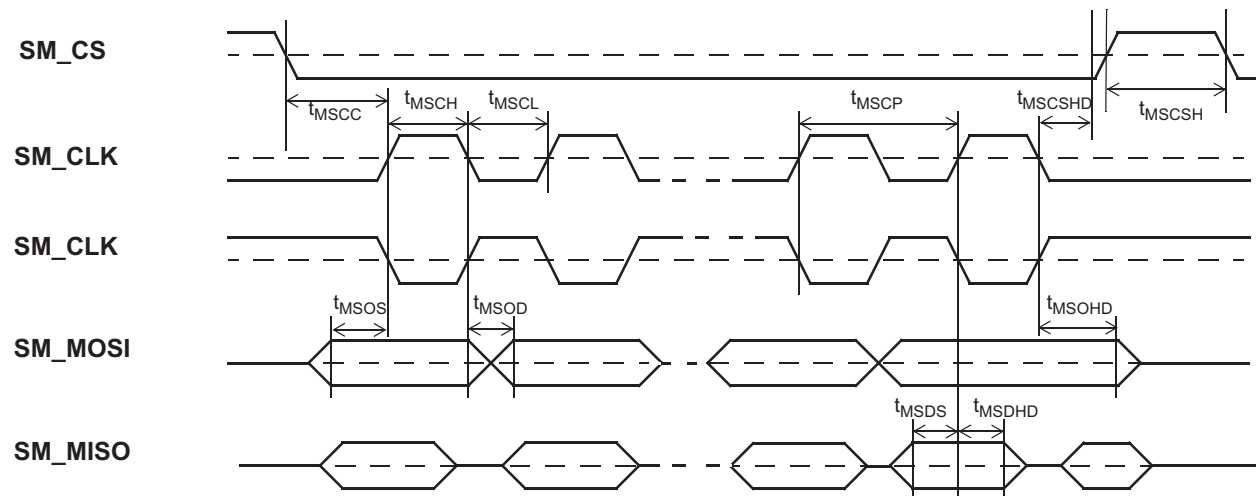 SM_CS
tMSCC
tMSCH
tMSCL
tMSCP
tMSCSHD
tMSCSH
SM_CLK
SM_CLK
tMSOS
tMSOD
tMSOHD
SM_MOSI
tMSDS
tMSDHD
SM_MISO